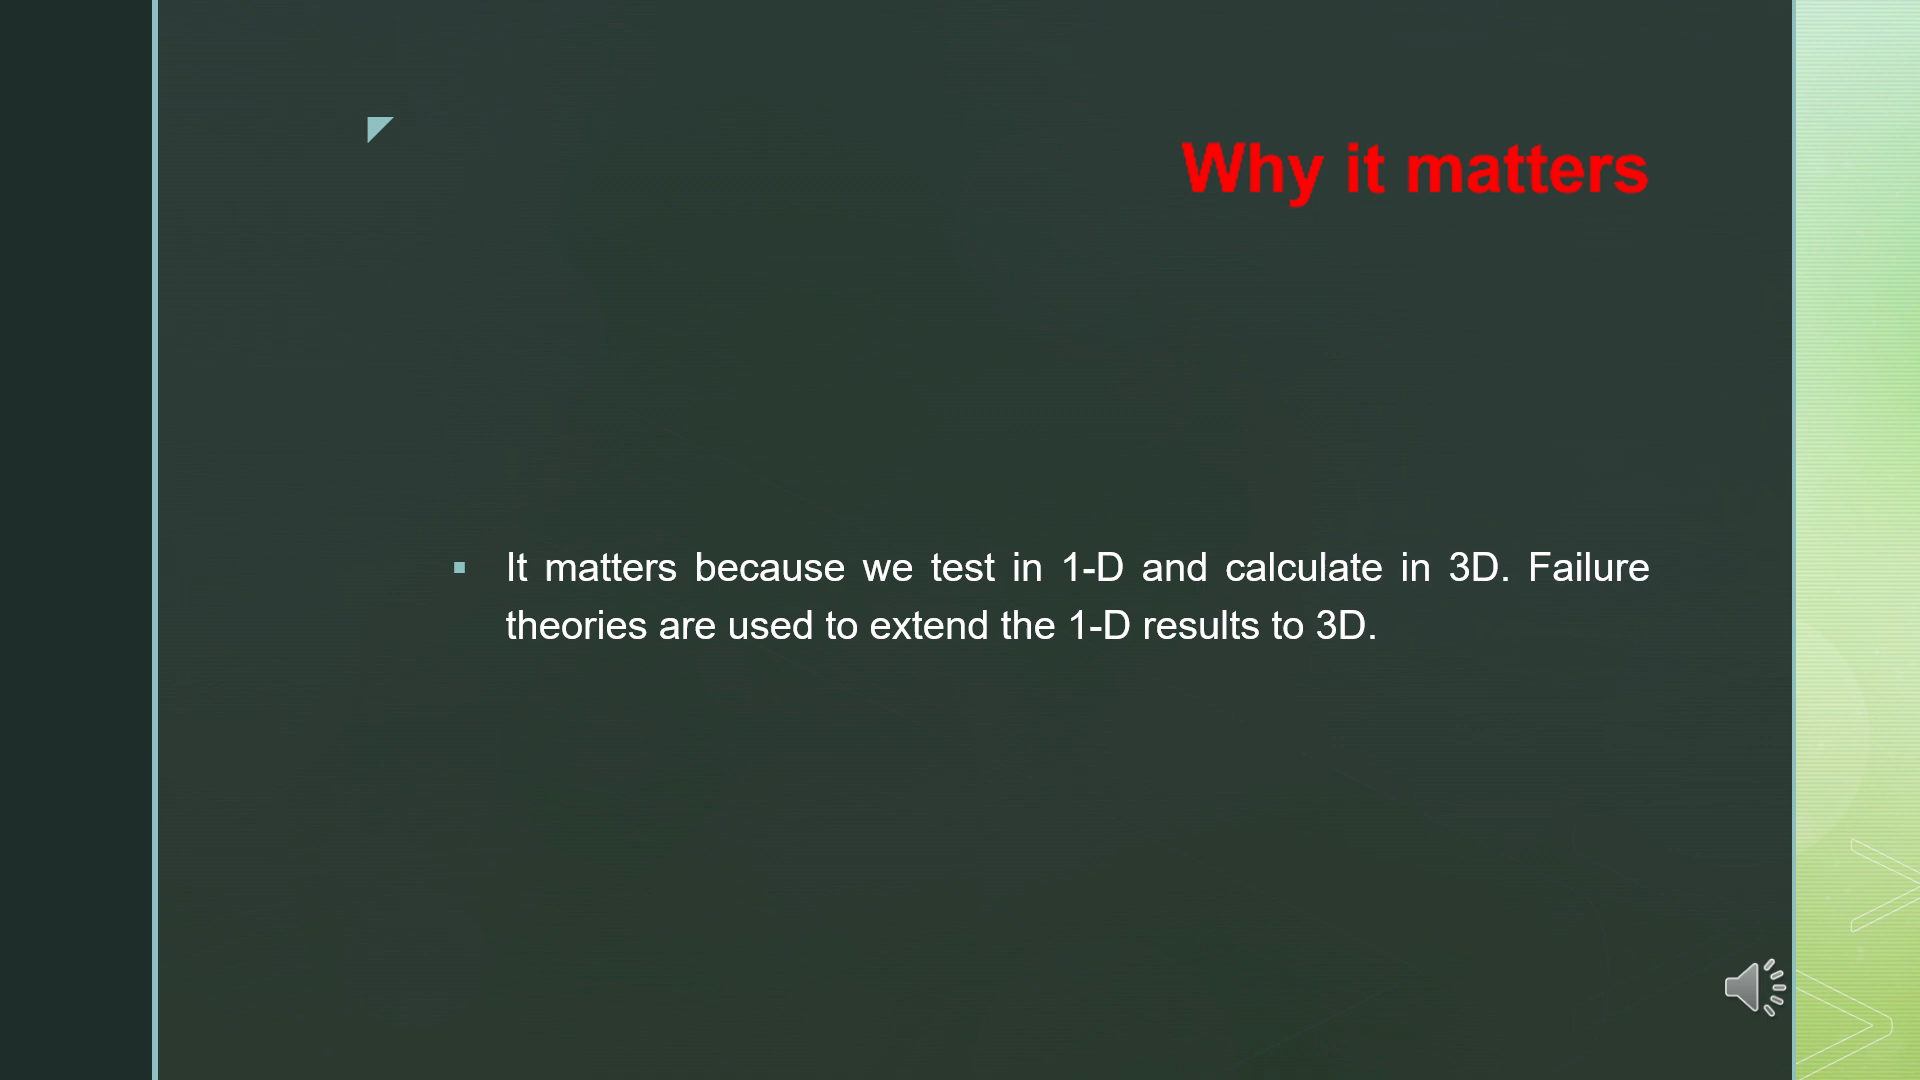 Why it matters
It matters because we test in 1-D and calculate in 3D. Failure
theories are used to extend the 1-D results to 3D.